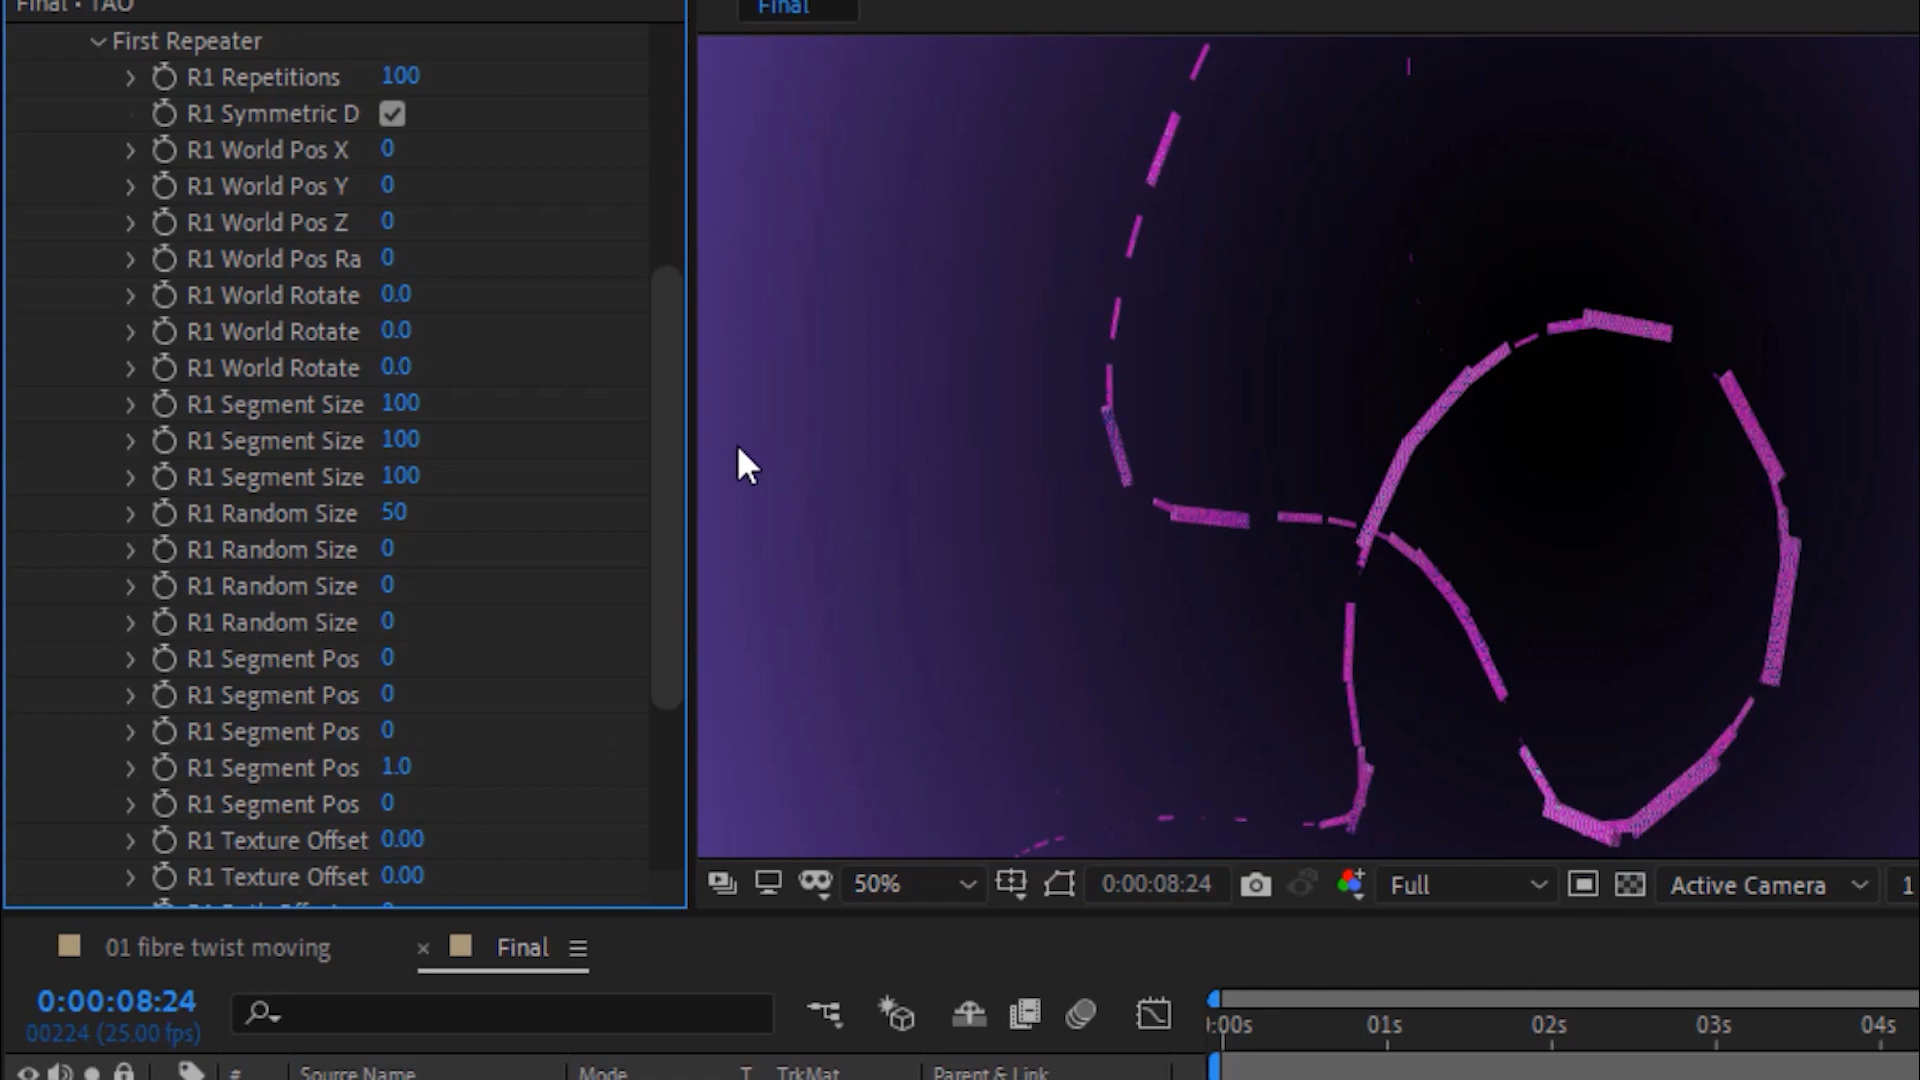 Final • TAO
Final
First Repeater
R1 Repetitions 100
R1 Symmetric D
R1 World Pos X 0
R1 World Pos Y 0
R1 World Pos Z 0
R1 World Pos Ra 0
R1 World Rotate 0.0
R1 World Rotate 0.0
R1 World Rotate 0.0
R1 Segment Size 100
R1 Segment Size 100
R1 Segment Size 100
R1 Random Size 50
R1 Random Size 0
R1 Random Size 0
R1 Random Size 0
R1 Segment Pos 0
R1 Segment Pos 0
R1 Segment Pos 0
R1 Segment Pos 1.0
R1 Segment Pos 0
R1 Texture Offset 0.00
R1 Texture Offset 0.00
50% 0:00:08:24 Full Active Camera 1
01 fibre twist moving × Final
0:00:08:24
00224 (25.00 fps)
:00s 01s 02s 03s 04s
# Source Name Mode T TrkMat Parent & Link